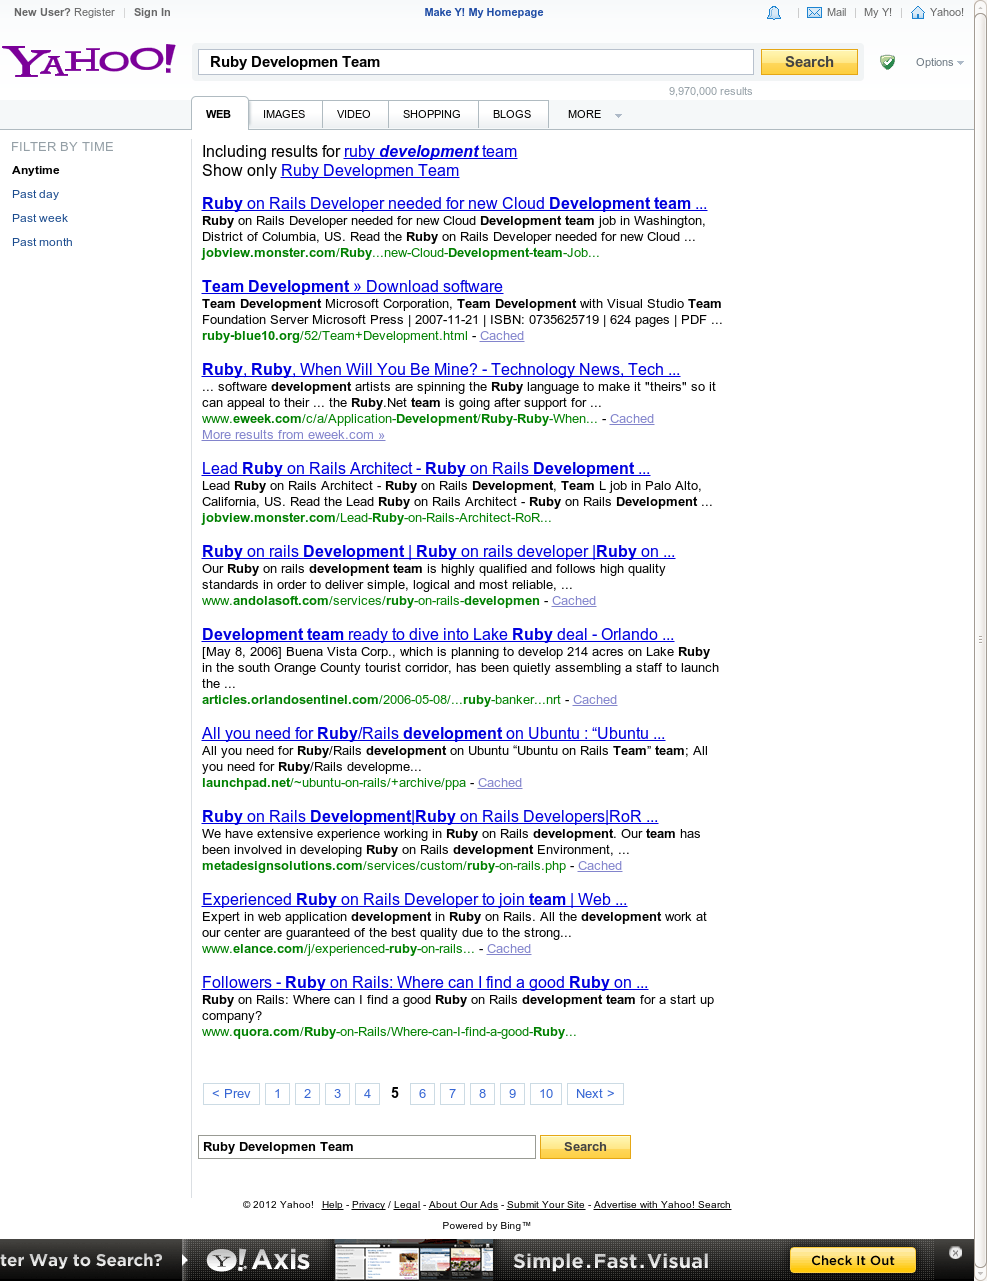 New User? Register Sign In Make Y! My Homepage Mail My Y! Yahoo!
YAHOO! Ruby Developmen Team Search Options
9,970,000 results
WEB IMAGES VIDEO SHOPPING BLOGS MORE
FILTER BY TIME
Anytime
Past day
Past week
Past month
Including results for ruby development team
Show only Ruby Developmen Team
Ruby on Rails Developer needed for new Cloud Development team ...
Ruby on Rails Developer needed for new Cloud Development team job in Washington,
District of Columbia, US. Read the Ruby on Rails Developer needed for new Cloud ...
jobview.monster.com/Ruby...new-Cloud-Development-team-Job...
Team Development » Download software
Team Development Microsoft Corporation, Team Development with Visual Studio Team
Foundation Server Microsoft Press | 2007-11-21 | ISBN: 0735625719 | 624 pages | PDF ...
ruby-blue10.org/52/Team+Development.html - Cached
Ruby, Ruby, When Will You Be Mine? - Technology News, Tech ...
... software development artists are spinning the Ruby language to make it "theirs" so it
can appeal to their ... the Ruby.Net team is going after support for ...
www.eweek.com/c/a/Application-Development/Ruby-Ruby-When... - Cached
More results from eweek.com »
Lead Ruby on Rails Architect - Ruby on Rails Development ...
Lead Ruby on Rails Architect - Ruby on Rails Development, Team L job in Palo Alto,
California, US. Read the Lead Ruby on Rails Architect - Ruby on Rails Development ...
jobview.monster.com/Lead-Ruby-on-Rails-Architect-RoR...
Ruby on rails Development | Ruby on rails developer |Ruby on ...
Our Ruby on rails development team is highly qualified and follows high quality
standards in order to deliver simple, logical and most reliable, ...
www.andolasoft.com/services/ruby-on-rails-developmen - Cached
Development team ready to dive into Lake Ruby deal - Orlando ...
[May 8, 2006] Buena Vista Corp., which is planning to develop 214 acres on Lake Ruby
in the south Orange County tourist corridor, has been quietly assembling a staff to launch
the ...
articles.orlandosentinel.com/2006-05-08/...ruby-banker...nrt - Cached
All you need for Ruby/Rails development on Ubuntu : “Ubuntu ...
All you need for Ruby/Rails development on Ubuntu “Ubuntu on Rails Team” team; All
you need for Ruby/Rails developme...
launchpad.net/~ubuntu-on-rails/+archive/ppa - Cached
Ruby on Rails Development|Ruby on Rails Developers|RoR ...
We have extensive experience working in Ruby on Rails development. Our team has
been involved in developing Ruby on Rails development Environment, ...
metadesignsolutions.com/services/custom/ruby-on-rails.php - Cached
Experienced Ruby on Rails Developer to join team | Web ...
Expert in web application development in Ruby on Rails. All the development work at
our center are guaranteed of the best quality due to the strong...
www.elance.com/j/experienced-ruby-on-rails... - Cached
Followers - Ruby on Rails: Where can I find a good Ruby on ...
Ruby on Rails: Where can I find a good Ruby on Rails development team for a start up
company?
www.quora.com/Ruby-on-Rails/Where-can-I-find-a-good-Ruby...
< Prev 1 2 3 4 5 6 7 8 9 10 Next >
Ruby Developmen Team Search
© 2012 Yahoo! Help - Privacy / Legal - About Our Ads - Submit Your Site - Advertise with Yahoo! Search
Powered by Bing™
ter Way to Search? Y! Axis Simple.Fast.Visual Check It Out